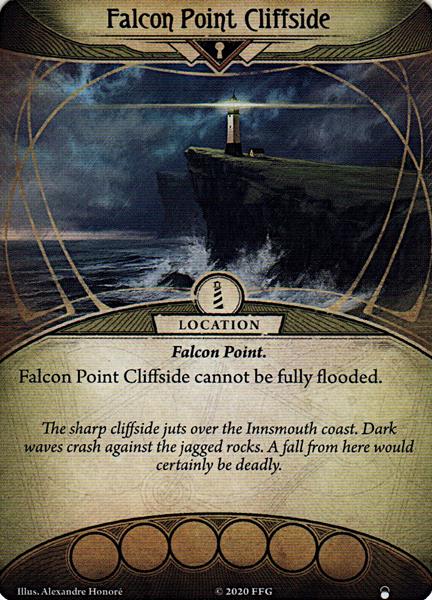 Falcon Point Cliffside
LOCATION
Falcon Point.
Falcon Point Cliffside cannot be fully flooded.
The sharp cliffside juts over the Innsmouth coast. Dark
waves crash against the jagged rocks. A fall from here would
certainly be deadly.
Illus. Alexandre Honoré
© 2020 FFG